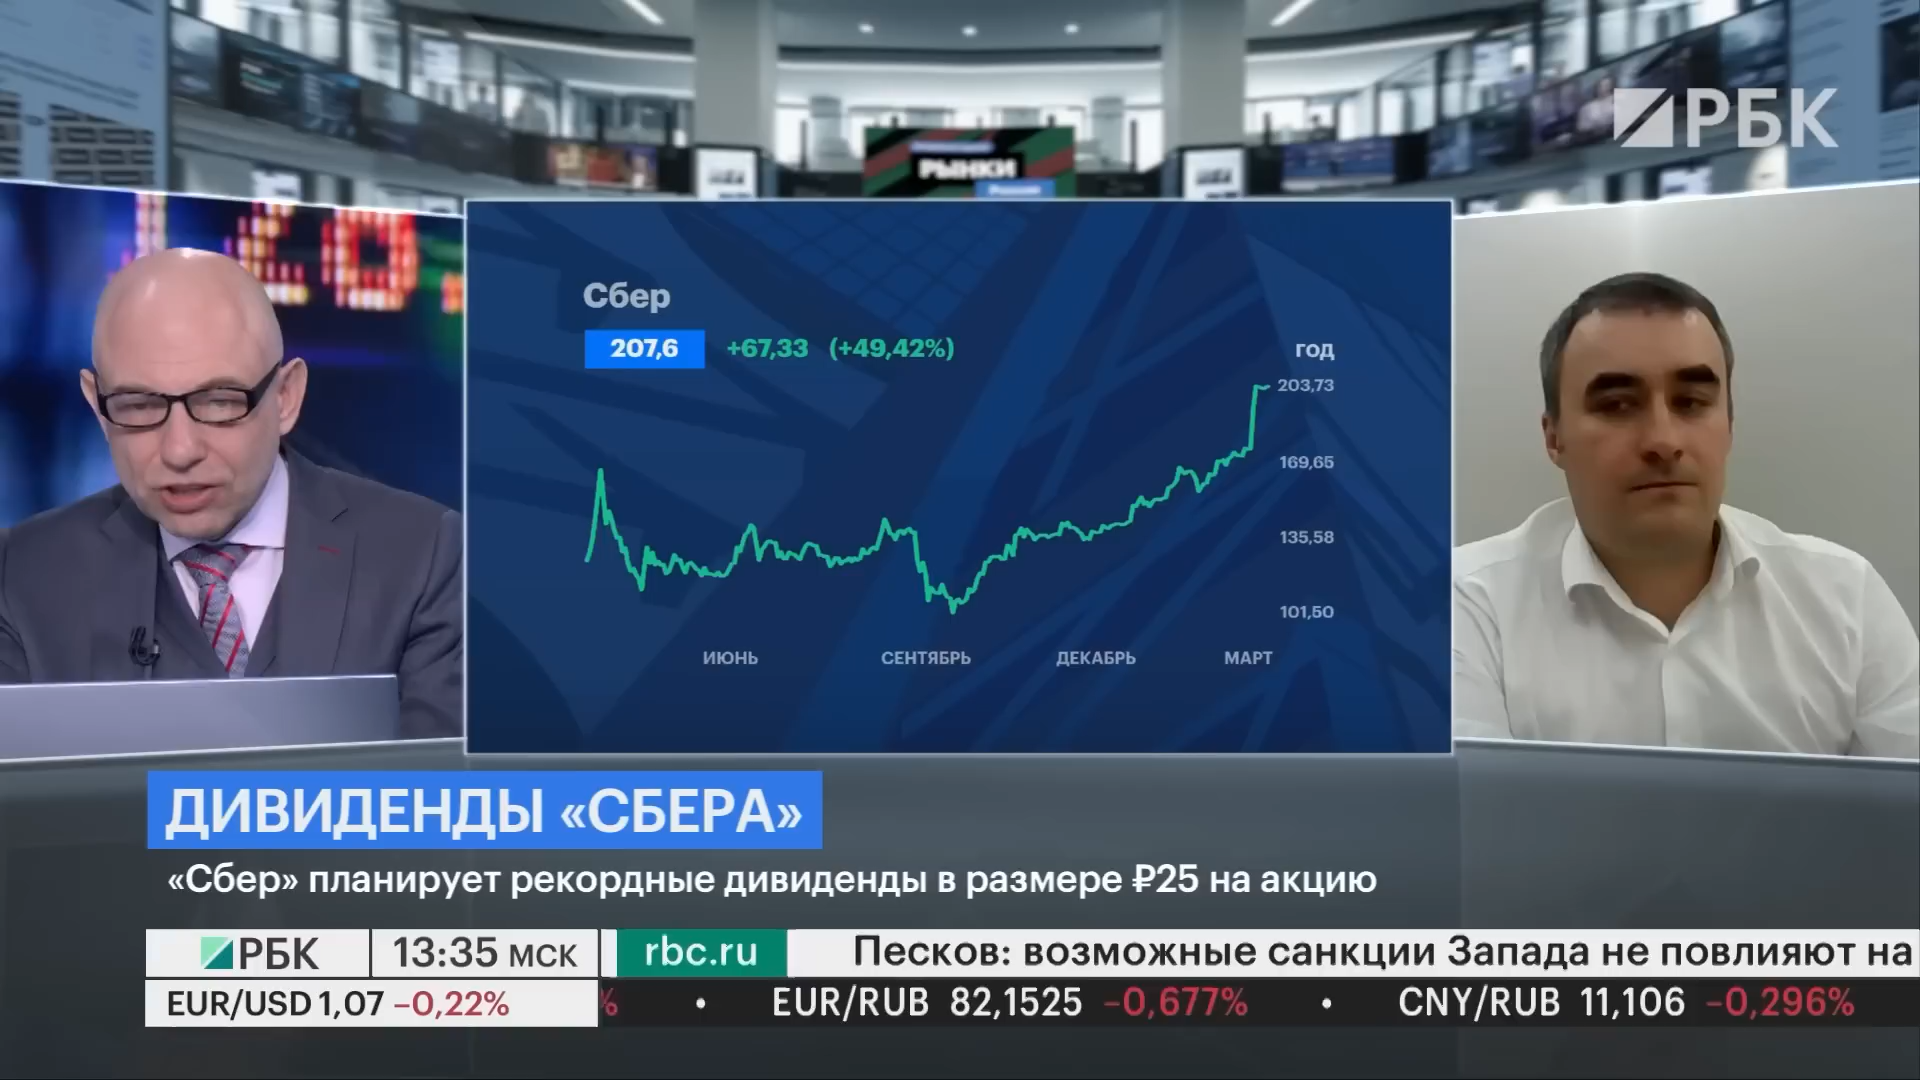 РБК
РЫНКИ
Сбер
207,6 +67,33 (+49,42%)
ГОД
203,73
169,65
135,58
101,50
ИЮНЬ СЕНТЯБРЬ ДЕКАБРЬ МАРТ
ДИВИДЕНДЫ «СБЕРА»
«Сбер» планирует рекордные дивиденды в размере ₽25 на акцию
РБК 13:35 МСК rbc.ru Песков: возможные санкции Запада не повлияют на
EUR/USD 1,07 −0,22% % • EUR/RUB 82,1525 −0,677% • CNY/RUB 11,106 −0,296%